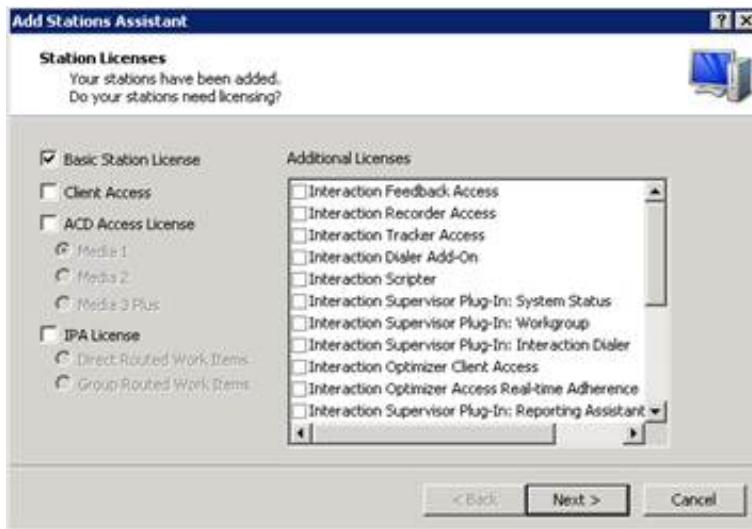 Add Stations Assistant
Station Licenses
Your stations have been added.
Do your stations need licensing?
Basic Station License
Client Access
ACD Access License
Media 1
Media 2
Media 3 Plus
IPA License
Direct Routed Work Items
Group Routed Work Items
Additional Licenses
Interaction Feedback Access
Interaction Recorder Access
Interaction Tracker Access
Interaction Dialer Add-On
Interaction Scripter
Interaction Supervisor Plug-In: System Status
Interaction Supervisor Plug-In: Workgroup
Interaction Supervisor Plug-In: Interaction Dialer
Interaction Optimizer Client Access
Interaction Optimizer Access Real-time Adherence
Interaction Supervisor Plug-In: Reporting Assistant
< Back Next > Cancel